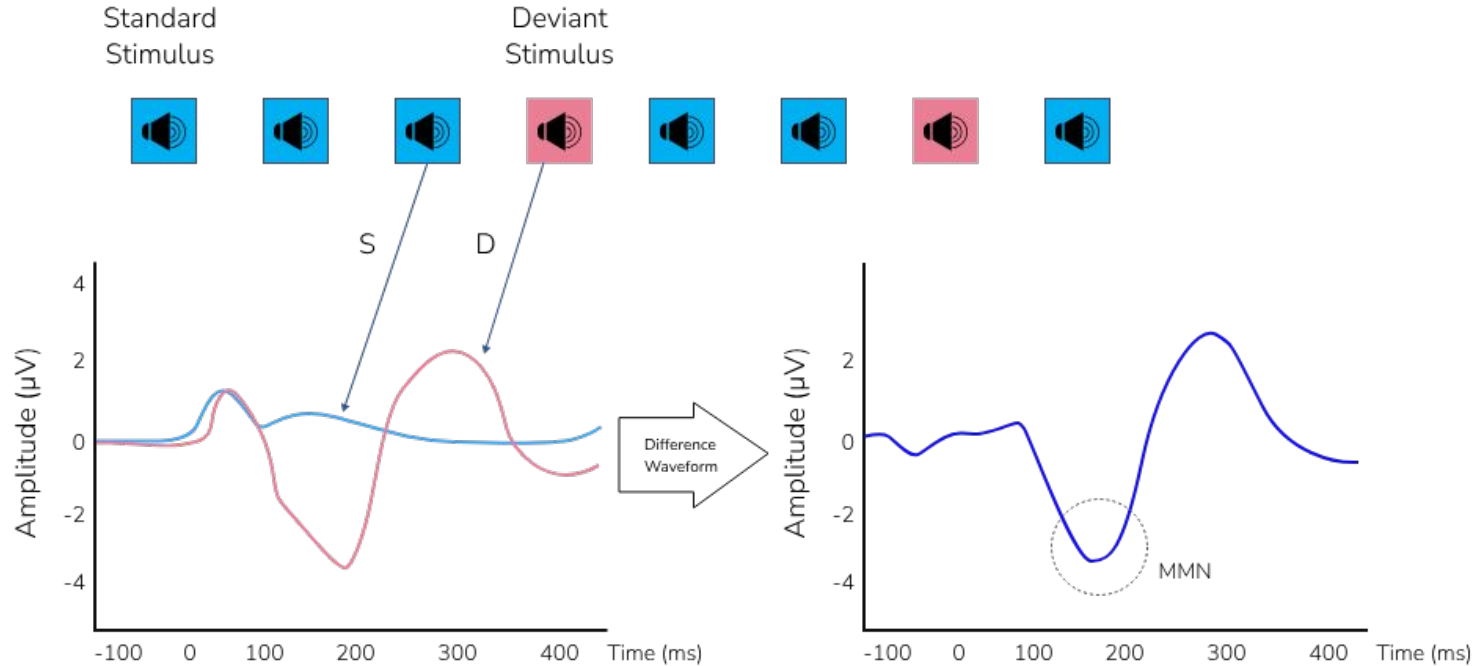 Standard
Stimulus
Deviant
Stimulus
S
D
Amplitude (μV)
4
2
0
-2
-4
-100 0 100 200 300 400 Time (ms)
Difference
Waveform
Amplitude (μV)
2
0
-2
-4
MMN
-100 0 100 200 300 400 Time (ms)